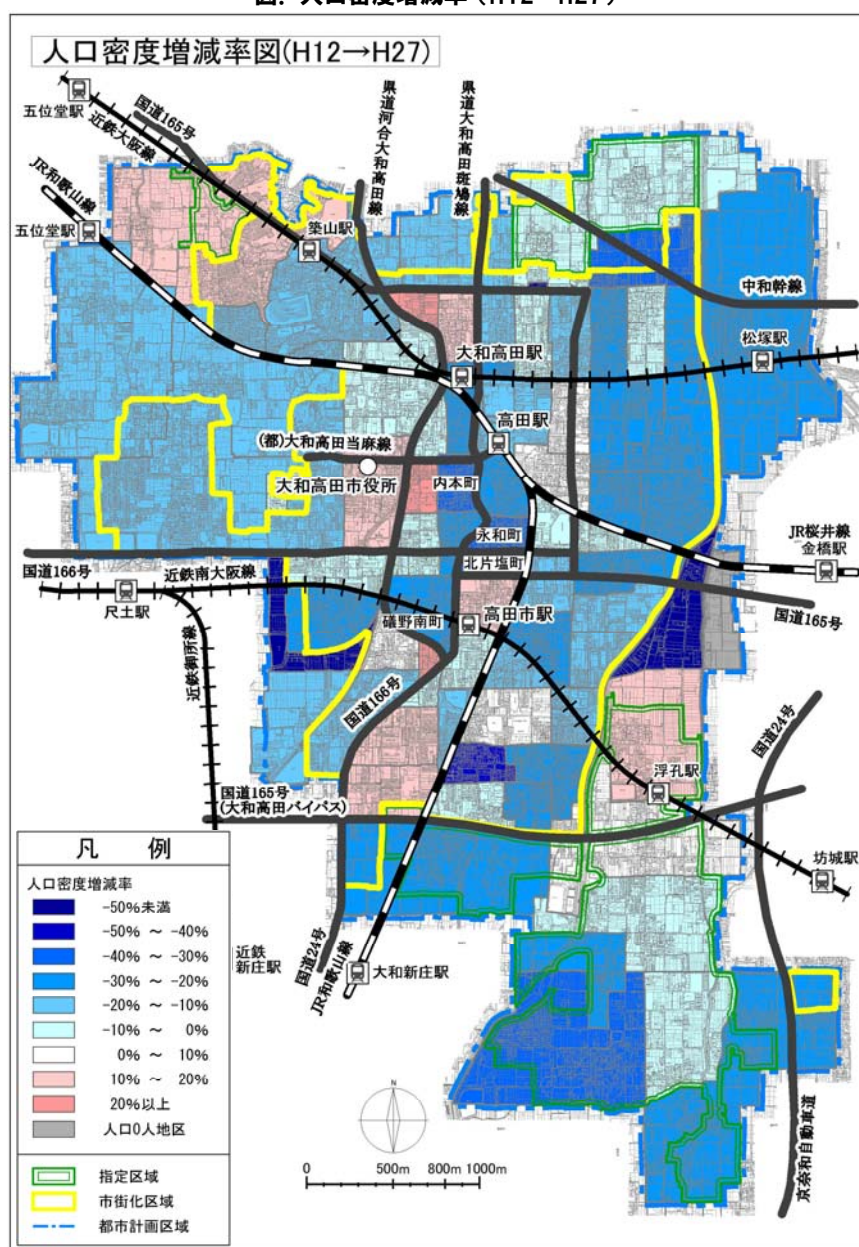 図. 人口密度増減率 (H12→H27)
人口密度増減率図(H12→H27)
五位堂駅
国道165号
近鉄大阪線
県道河合大和高田線
県道大和高田斑鳩線
JR和歌山線
五位堂駅
築山駅
中和幹線
大和高田駅
松塚駅
高田駅
(都)大和高田当麻線
大和高田市役所
内本町
永和町
JR桜井線
金橋駅
北片塩町
国道166号
近鉄南大阪線
尺土駅
国道165号
礒野南町
高田市駅
近鉄御所線
国道166号
国道24号
浮孔駅
国道165号
(大和高田バイパス)
坊城駅
凡 例
人口密度増減率
-50%未満
-50% ~ -40%
-40% ~ -30%
-30% ~ -20%
-20% ~ -10%
-10% ~ 0%
0% ~ 10%
10% ~ 20%
20%以上
人口0人地区
指定区域
市街化区域
都市計画区域
近鉄
新庄駅
国道24号
JR和歌山線
大和新庄駅
京奈和自動車道
N
0 500m 800m 1000m